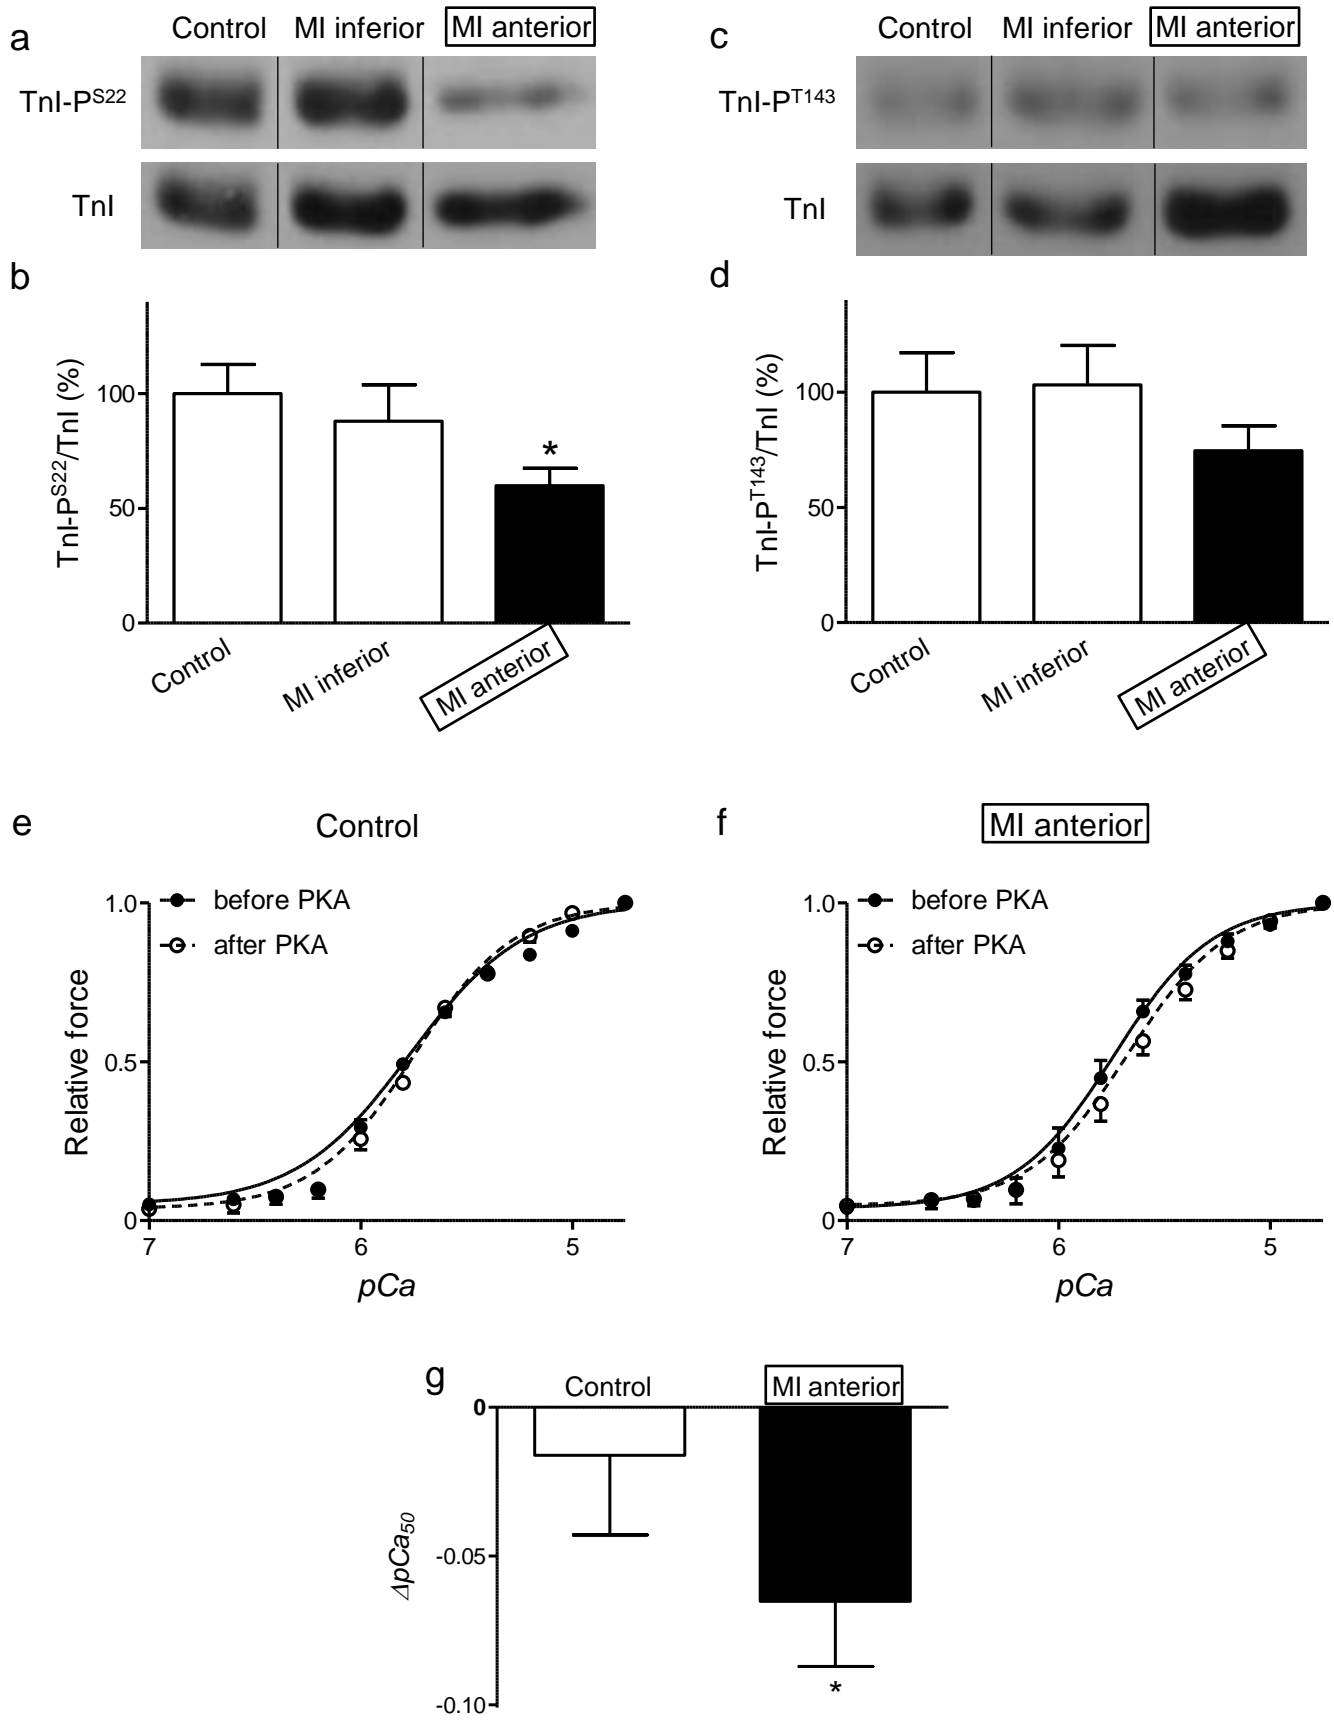 a
Control MI inferior MI anterior
TnI-P^S22
TnI
b
TnI-P^S22/TnI (%)
100
50
0
Control
MI inferior
MI anterior
*
c
Control MI inferior MI anterior
TnI-P^T143
TnI
d
TnI-P^T143/TnI (%)
100
50
0
Control
MI inferior
MI anterior
e
Control
before PKA
after PKA
Relative force
1.0
0.5
0
7 6 5
pCa
f
MI anterior
before PKA
after PKA
Relative force
1.0
0.5
0
7 6 5
pCa
g
Control MI anterior
0
-0.05
-0.10
ΔpCa50
*